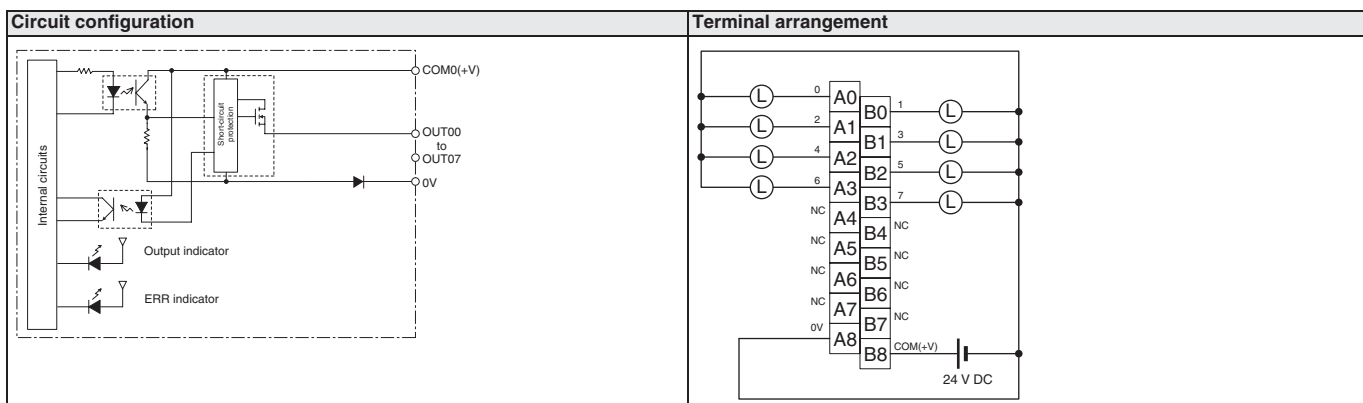 Circuit configuration
Internal circuits
Short-circuit
protection
COM0(+V)
OUT00
to
OUT07
0V
Output indicator
ERR indicator
Terminal arrangement
L 0 A0
B0 1 L
L 2 A1
B1 3 L
L 4 A2
B2 5 L
L 6 A3
B3 7 L
NC A4
B4 NC
NC A5
B5 NC
NC A6
B6 NC
NC A7
B7 NC
0V A8
B8 COM(+V)
24 V DC